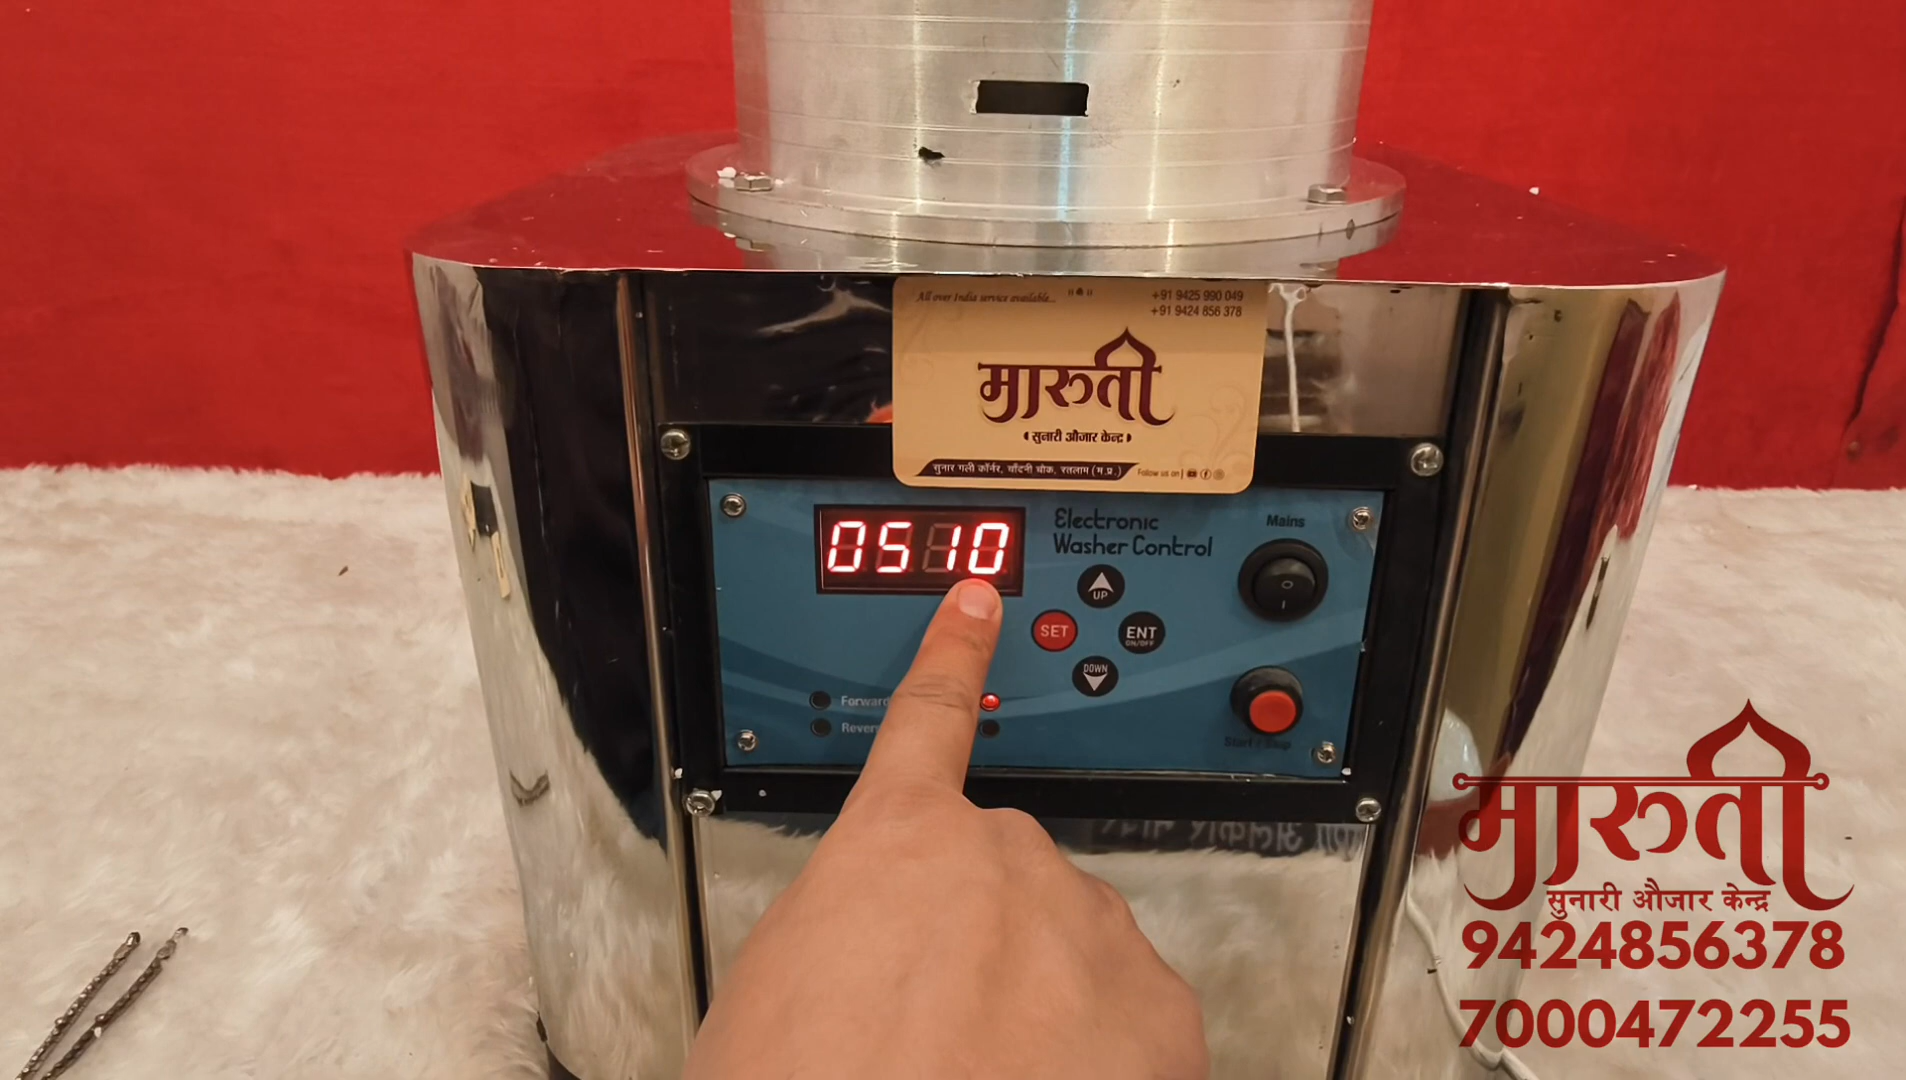 All over India service available...
+91 9425 990 049
+91 9424 856 378
मारुती
सुनारी औजार केन्द्र
सुनार गली कॉर्नर, चाँदनी चौक, रतलाम (म.प्र.)
Follow us on
0510
Electronic
Washer Control
Mains
UP
SET
ENT
ON/OFF
DOWN
Forward
Start / Stop
मारुती
सुनारी औजार केन्द्र
9424856378
7000472255